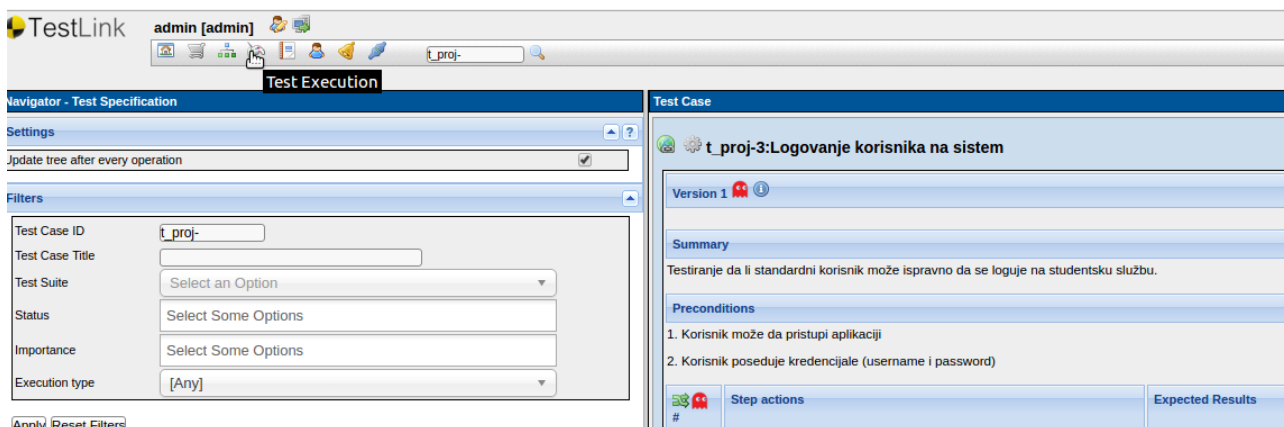 TestLink
admin [admin]
t_proj-
Test Execution
Navigator - Test Specification
Settings
Update tree after every operation
Filters
Test Case ID
t_proj-
Test Case Title
Test Suite
Select an Option
Status
Select Some Options
Importance
Select Some Options
Execution type
[Any]
Apply Reset Filters
Test Case
t_proj-3:Logovanje korisnika na sistem
Version 1
Summary
Testiranje da li standardni korisnik može ispravno da se loguje na studentsku službu.
Preconditions
1. Korisnik može da pristupi aplikaciji
2. Korisnik poseduje kredencijale (username i password)
#
Step actions
Expected Results